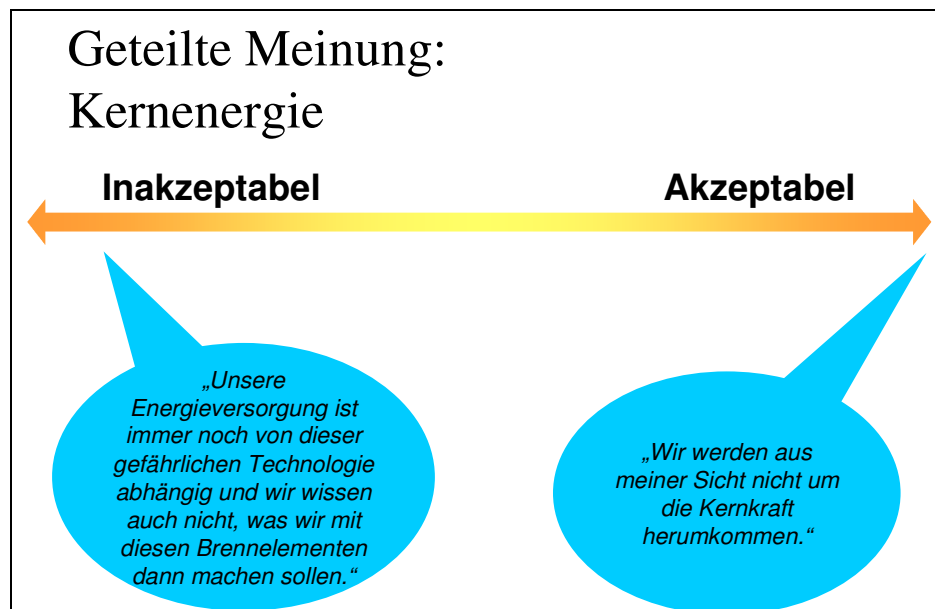 Geteilte Meinung:
Kernenergie
Inakzeptabel
Akzeptabel
„Unsere
Energieversorgung ist
immer noch von dieser
gefährlichen Technologie
abhängig und wir wissen
auch nicht, was wir mit
diesen Brennelementen
dann machen sollen.“
„Wir werden aus
meiner Sicht nicht um
die Kernkraft
herumkommen.“